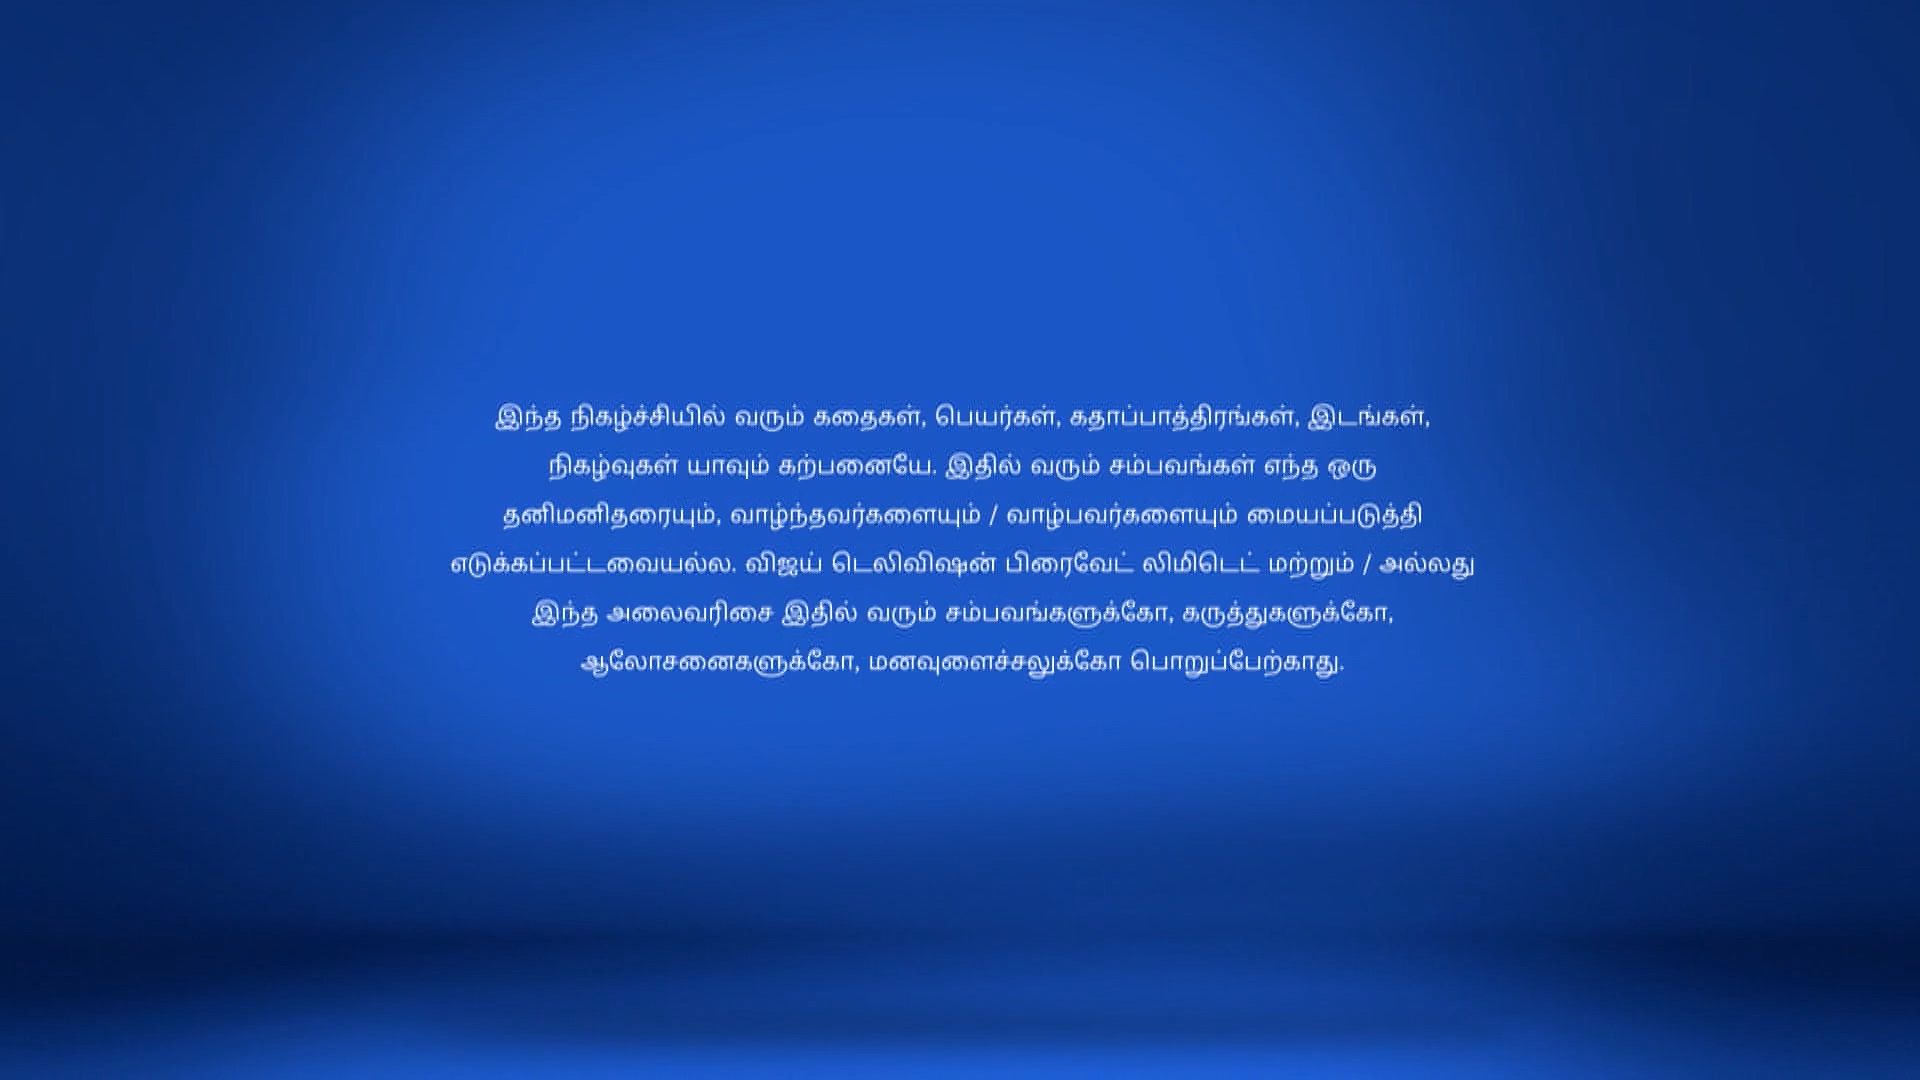 இந்த நிகழ்ச்சியில் வரும் கதைகள், பெயர்கள், கதாப்பாத்திரங்கள், இடங்கள்,
நிகழ்வுகள் யாவும் கற்பனையே. இதில் வரும் சம்பவங்கள் எந்த ஒரு
தனிமனிதரையும், வாழ்ந்தவர்களையும் / வாழ்பவர்களையும் மையப்படுத்தி
எடுக்கப்பட்டவையல்ல. விஜய் டெலிவிஷன் பிரைவேட் லிமிடெட் மற்றும் / அல்லது
இந்த அலைவரிசை இதில் வரும் சம்பவங்களுக்கோ, கருத்துகளுக்கோ,
ஆலோசனைகளுக்கோ, மனவுளைச்சலுக்கோ பொறுப்பேற்காது.